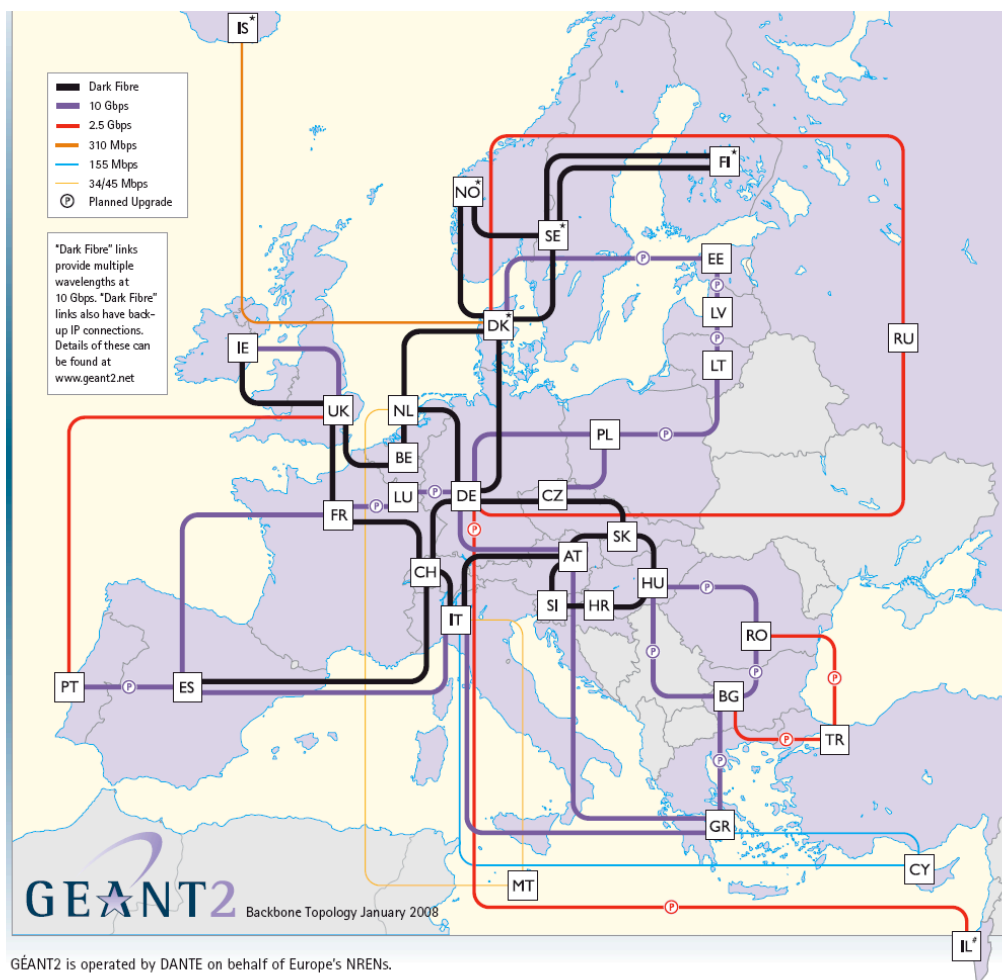 IS*
Dark Fibre
10 Gbps
2.5 Gbps
310 Mbps
155 Mbps
34/45 Mbps
P Planned Upgrade
"Dark Fibre" links
provide multiple
wavelengths at
10 Gbps. "Dark Fibre"
links also have back-
up IP connections.
Details of these can
be found at
www.geant2.net
FI*
NO*
SE*
P
EE
P
LV
DK*
P
RU
IE
LT
UK
NL
PL
P
BE
LU
P
DE
CZ
P
FR
P
SK
AT
CH
HU
P
SI
HR
IT
RO
P
P
P
PT
P
ES
BG
P
TR
P
GR
CY
MT
P
IL#
GEANT2
Backbone Topology January 2008
GÉANT2 is operated by DANTE on behalf of Europe's NRENs.